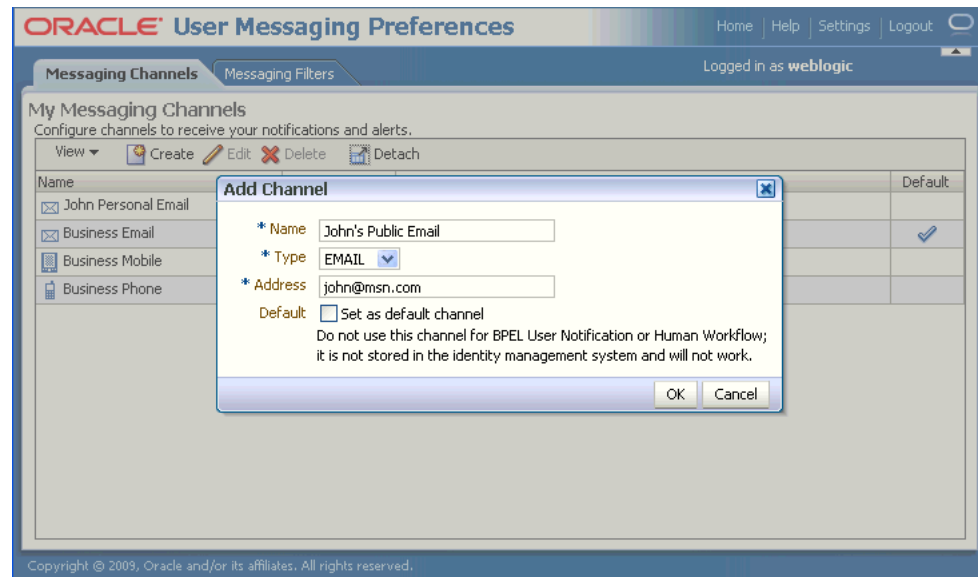 ORACLE User Messaging Preferences
Home Help Settings Logout
Logged in as weblogic
Messaging Channels Messaging Filters
My Messaging Channels
Configure channels to receive your notifications and alerts.
View Create Edit Delete Detach
Name Default
John Personal Email
Business Email
Business Mobile
Business Phone
Add Channel
* Name John's Public Email
* Type EMAIL
* Address john@msn.com
Default Set as default channel
Do not use this channel for BPEL User Notification or Human Workflow;
it is not stored in the identity management system and will not work.
OK Cancel
Copyright © 2009, Oracle and/or its affiliates. All rights reserved.